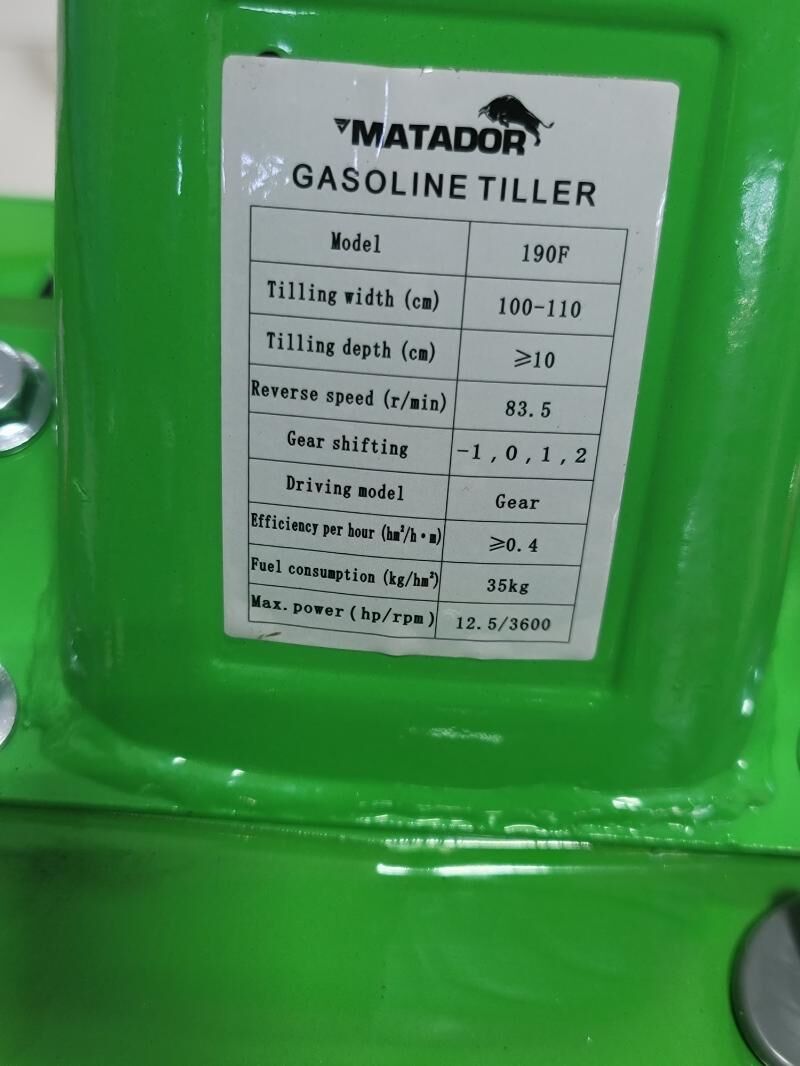 MATADOR
GASOLINE TILLER
Model 190F
Tilling width (cm) 100-110
Tilling depth (cm) ≥10
Reverse speed (r/min) 83.5
Gear shifting -1,0,1,2
Driving model Gear
Efficiency per hour (hm²/h·m) ≥0.4
Fuel consumption (kg/hm²) 35kg
Max. power (hp/rpm) 12.5/3600